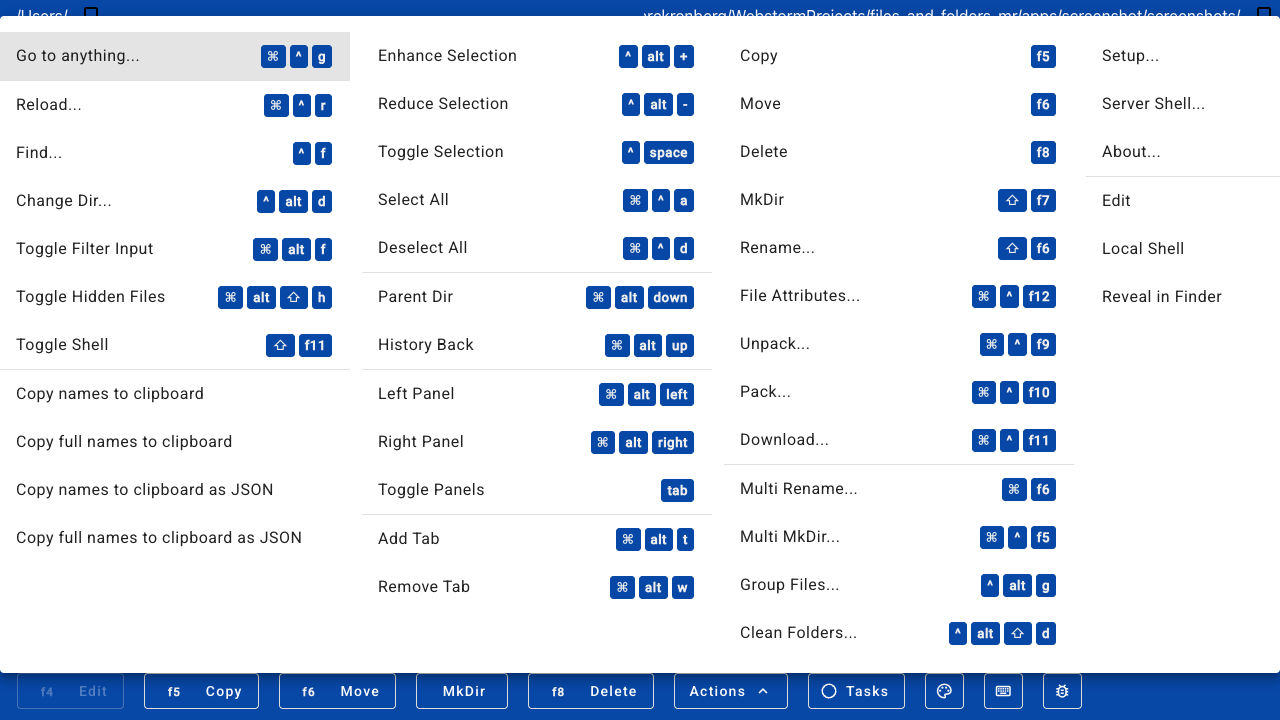 /Users/
rckronberg/WebstormProjects/files_and_folders_mr/apps/screenshot/screenshots/
Go to anything... ⌘ ^ g
Reload... ⌘ ^ r
Find... ^ f
Change Dir... ^ alt d
Toggle Filter Input ⌘ alt f
Toggle Hidden Files ⌘ alt ⇧ h
Toggle Shell ⇧ f11
Copy names to clipboard
Copy full names to clipboard
Copy names to clipboard as JSON
Copy full names to clipboard as JSON
Enhance Selection ^ alt +
Reduce Selection ^ alt -
Toggle Selection ^ space
Select All ⌘ ^ a
Deselect All ⌘ ^ d
Parent Dir ⌘ alt down
History Back ⌘ alt up
Left Panel ⌘ alt left
Right Panel ⌘ alt right
Toggle Panels tab
Add Tab ⌘ alt t
Remove Tab ⌘ alt w
Copy f5
Move f6
Delete f8
MkDir ⇧ f7
Rename... ⇧ f6
File Attributes... ⌘ ^ f12
Unpack... ⌘ ^ f9
Pack... ⌘ ^ f10
Download... ⌘ ^ f11
Multi Rename... ⌘ f6
Multi MkDir... ⌘ ^ f5
Group Files... ^ alt g
Clean Folders... ^ alt ⇧ d
Setup...
Server Shell...
About...
Edit
Local Shell
Reveal in Finder
f4 Edit f5 Copy f6 Move MkDir f8 Delete Actions Tasks